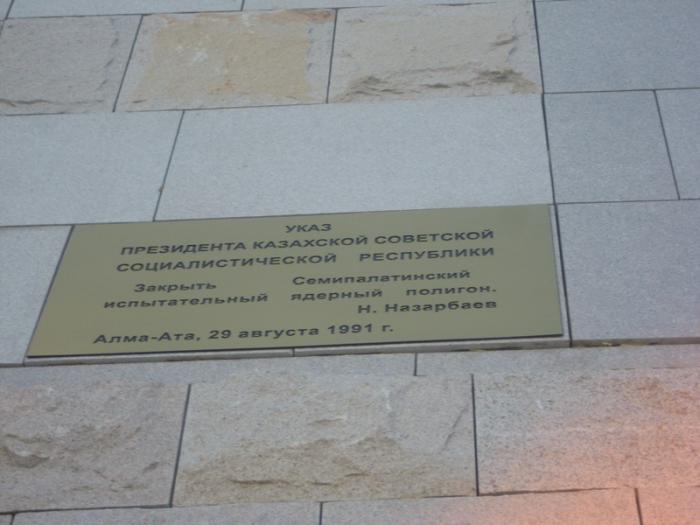 УКАЗ
ПРЕЗИДЕНТА КАЗАХСКОЙ СОВЕТСКОЙ
СОЦИАЛИСТИЧЕСКОЙ РЕСПУБЛИКИ
Закрыть Семипалатинский
испытательный ядерный полигон.
Н. Назарбаев
Алма-Ата, 29 августа 1991 г.